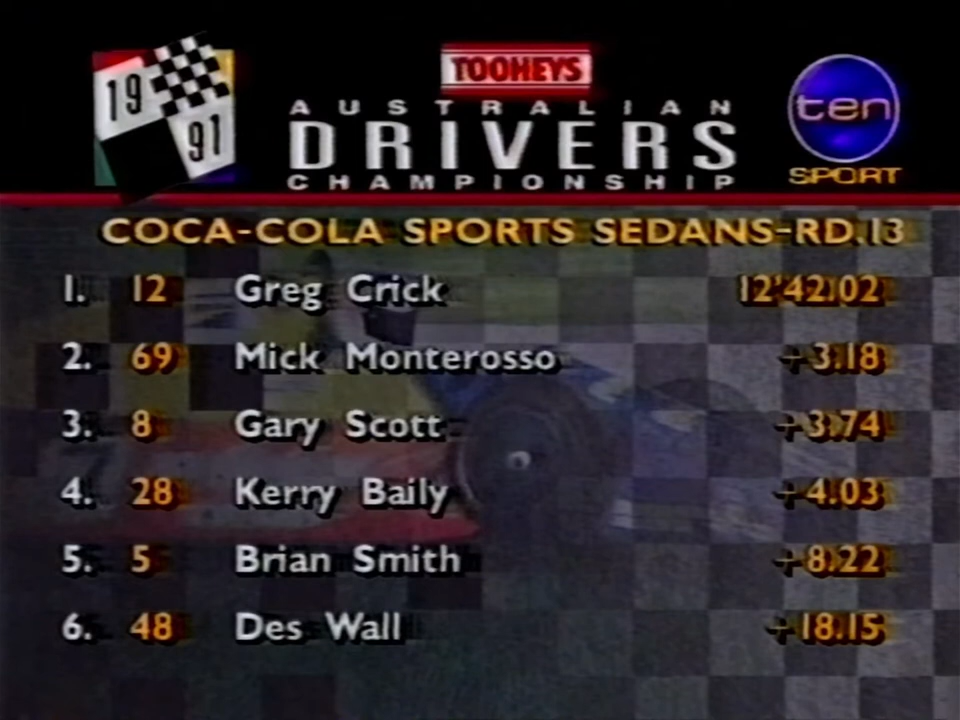 19
91
TOOHEYS
AUSTRALIAN
DRIVERS
CHAMPIONSHIP
ten
SPORT
COCA-COLA SPORTS SEDANS-RD.13
1. 12 Greg Crick 12'42.02
2. 69 Mick Monterosso +3.18
3. 8 Gary Scott +3.74
4. 28 Kerry Baily +4.03
5. 5 Brian Smith +8.22
6. 48 Des Wall +18.15